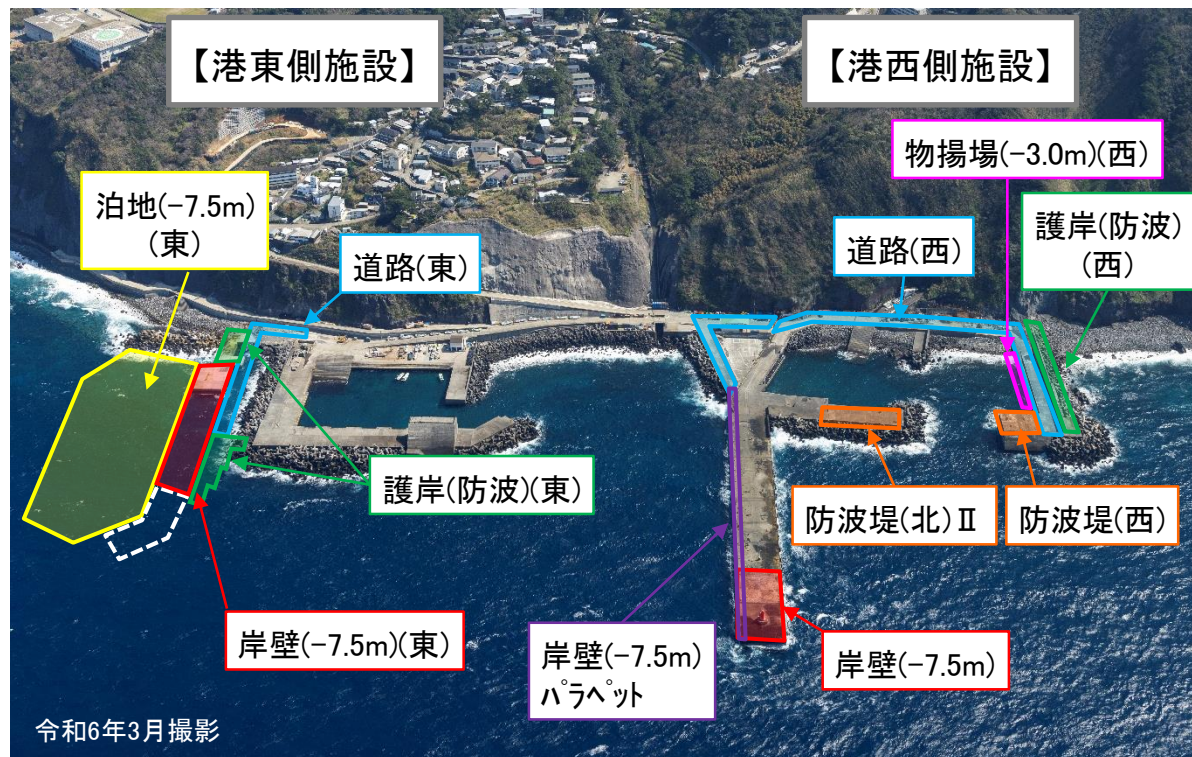 【港東側施設】
【港西側施設】
物揚場(-3.0m)(西)
泊地(-7.5m)
(東)
道路(東)
道路(西)
護岸(防波)
(西)
護岸(防波)(東)
防波堤(北)Ⅱ
防波堤(西)
岸壁(-7.5m)(東)
岸壁(-7.5m)
ﾊﾟﾗﾍﾟｯﾄ
岸壁(-7.5m)
令和6年3月撮影